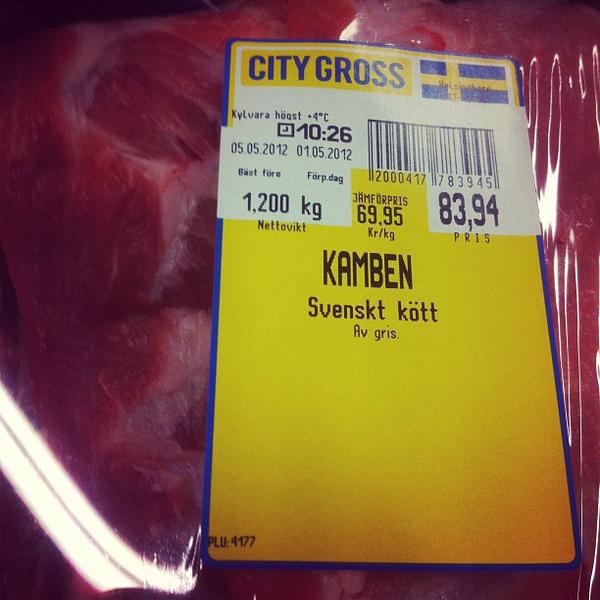 CITY GROSS
Helsingborg
Kylvara högst +4°C
10:26
05.05.2012 01.05.2012
Bäst före Förp.dag
2000417 783945
1,200 kg
Nettovikt
JÄMFÖRPRIS
69.95
Kr/kg
83,94
PRIS
KAMBEN
Svenskt kött
Av gris.
PLU: 4177